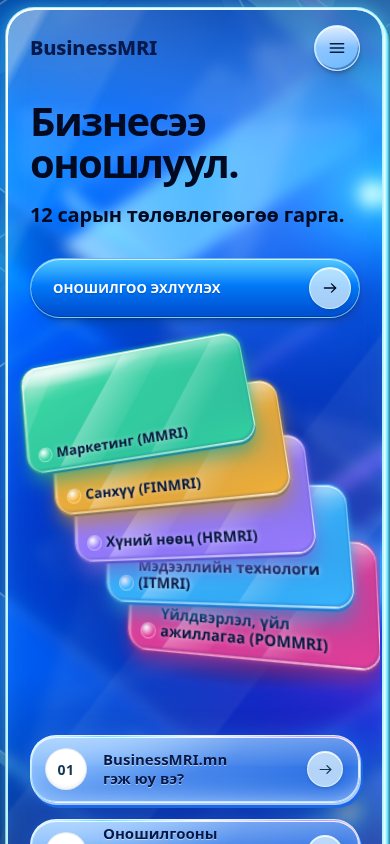 BusinessMRI
Бизнесээ
оношлуул.
12 сарын төлөвлөгөөгөө гарга.
ОНОШИЛГОО ЭХЛҮҮЛЭХ
Маркетинг (MMRI)
Санхүү (FINMRI)
Хүний нөөц (HRMRI)
Мэдээллийн технологи
(ITMRI)
Үйлдвэрлэл, үйл
ажиллагаа (POMMRI)
01
BusinessMRI.mn
гэж юу вэ?
Оношилгооны